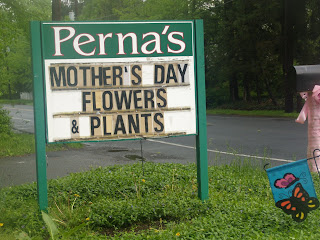 Perna's
MOTHER'S DAY
FLOWERS
& PLANTS